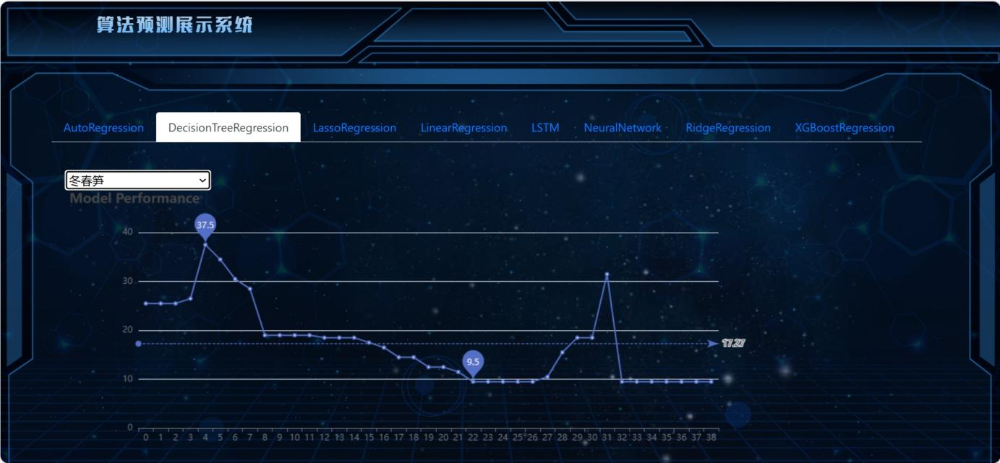 算法预测展示系统
AutoRegression DecisionTreeRegression LassoRegression LinearRegression LSTM NeuralNetwork RidgeRegression XGBoostRegression
冬春笋
Model Performance
37.5
40
30
20
17.27
9.5
10
0
0 1 2 3 4 5 6 7 8 9 10 11 12 13 14 15 16 17 18 19 20 21 22 23 24 25 26 27 28 29 30 31 32 33 34 35 36 37 38